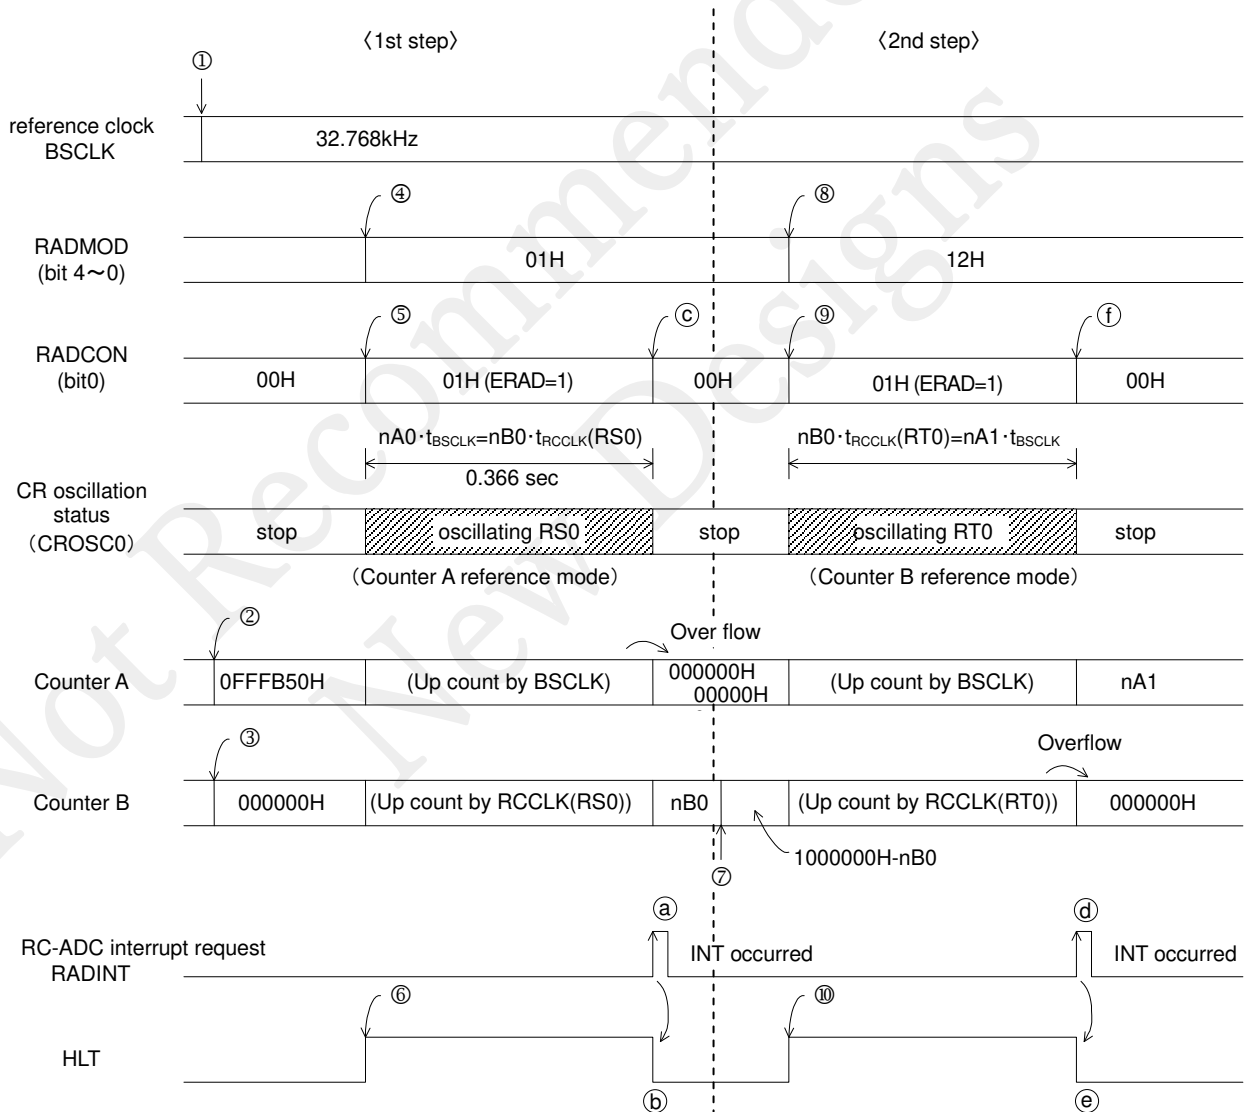 〈1st step〉
〈2nd step〉
①
reference clock
BSCLK
32.768kHz
④
⑧
RADMOD
(bit 4～0)
01H
12H
⑤
ⓒ
⑨
ⓕ
RADCON
(bit0)
00H
01H (ERAD=1)
00H
01H (ERAD=1)
00H
nA0·tBSCLK=nB0·tRCCLK(RS0)
nB0·tRCCLK(RT0)=nA1·tBSCLK
0.366 sec
CR oscillation
status
（CROSC0）
stop
oscillating RS0
stop
oscillating RT0
stop
（Counter A reference mode）
（Counter B reference mode）
②
Over flow
Counter A
0FFFB50H
(Up count by BSCLK)
000000H
00000H
(Up count by BSCLK)
nA1
③
Overflow
Counter B
000000H
(Up count by RCCLK(RS0))
nB0
(Up count by RCCLK(RT0))
000000H
1000000H-nB0
⑦
ⓐ
ⓓ
RC-ADC interrupt request
RADINT
INT occurred
INT occurred
⑥
⑩
HLT
ⓑ
ⓔ
Not Recommended
New Designs